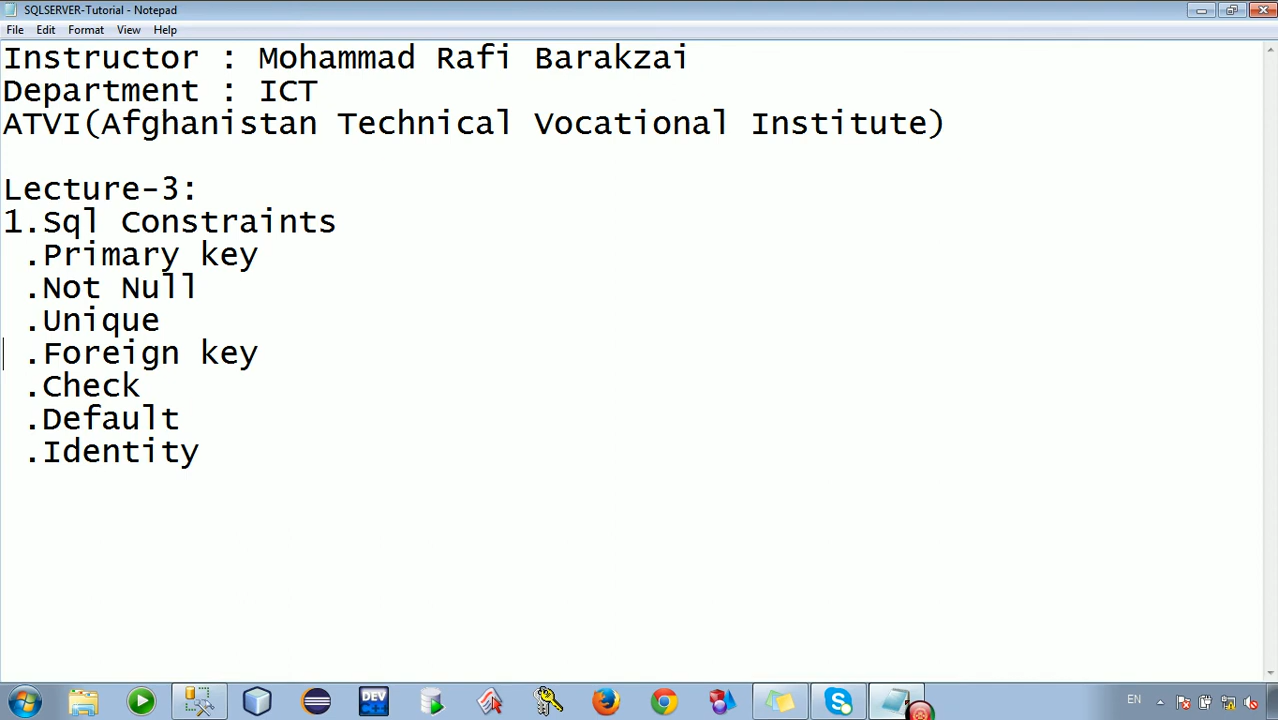 SQLSERVER-Tutorial - Notepad
File Edit Format View Help
Instructor : Mohammad Rafi Barakzai
Department : ICT
ATVI(Afghanistan Technical Vocational Institute)
Lecture-3:
1.Sql Constraints
.Primary key
.Not Null
.Unique
.Foreign key
.Check
.Default
.Identity
DEV
EN